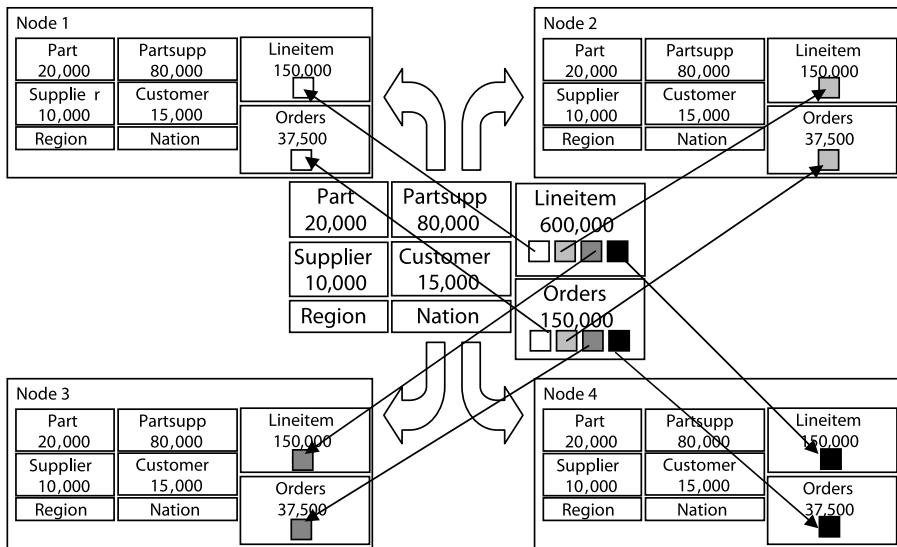 Node 1
Part
20,000
Partsupp
80,000
Lineitem
150,000
Supplie r
10,000
Customer
15,000
Orders
37,500
Region
Nation
Node 2
Part
20,000
Partsupp
80,000
Lineitem
150,000
Supplier
10,000
Customer
15,000
Orders
37,500
Region
Nation
Part
20,000
Partsupp
80,000
Lineitem
600,000
Supplier
10,000
Customer
15,000
Orders
150,000
Region
Nation
Node 3
Part
20,000
Partsupp
80,000
Lineitem
150,000
Supplier
10,000
Customer
15,000
Orders
37,500
Region
Nation
Node 4
Part
20,000
Partsupp
80,000
Lineitem
150,000
Supplier
10,000
Customer
15,000
Orders
37,500
Region
Nation